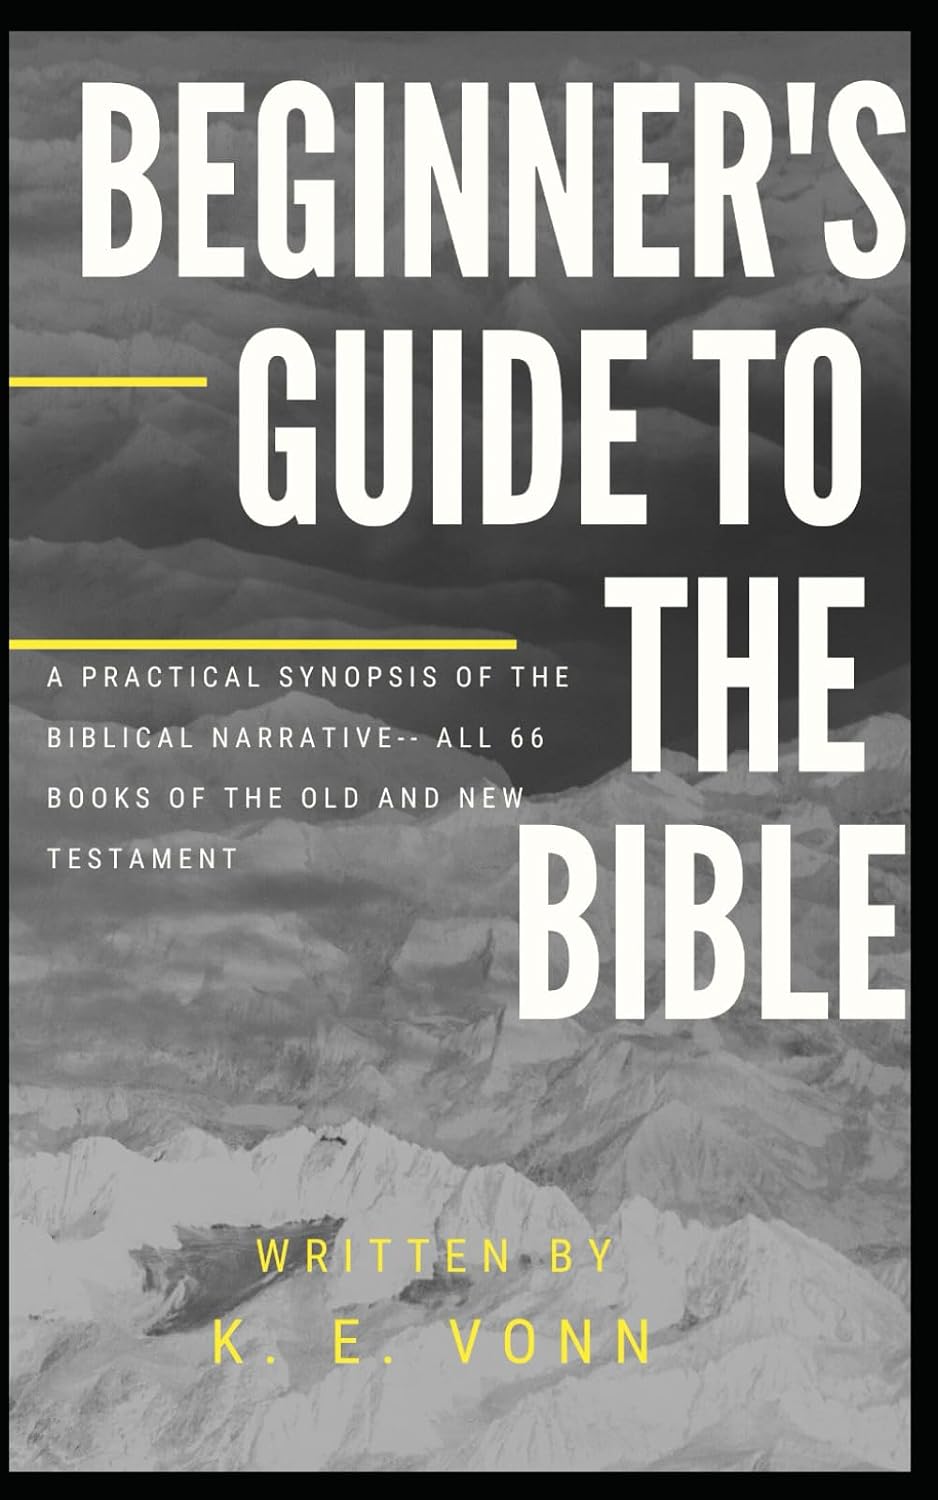 BEGINNER'S
GUIDE TO
THE
BIBLE
A PRACTICAL SYNOPSIS OF THE
BIBLICAL NARRATIVE-- ALL 66
BOOKS OF THE OLD AND NEW
TESTAMENT
WRITTEN BY
K. E. VONN